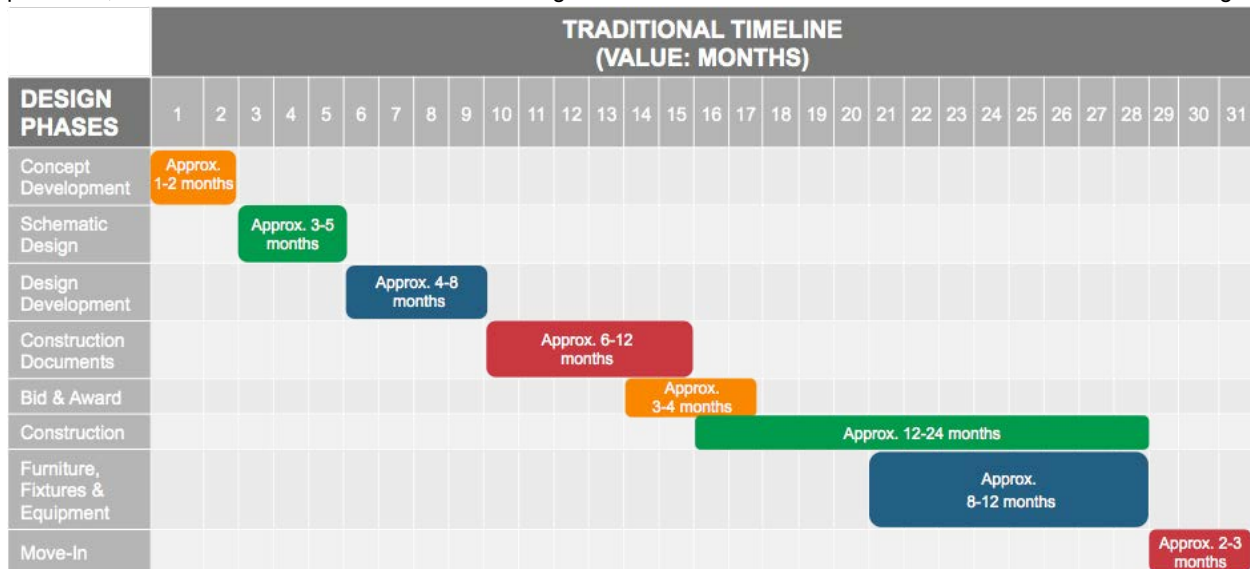 TRADITIONAL TIMELINE
(VALUE: MONTHS)
DESIGN
PHASES
1 2 3 4 5 6 7 8 9 10 11 12 13 14 15 16 17 18 19 20 21 22 23 24 25 26 27 28 29 30 31
Concept
Development
Approx.
1-2 months
Schematic
Design
Approx. 3-5
months
Design
Development
Approx. 4-8
months
Construction
Documents
Approx. 6-12
months
Bid & Award
Approx.
3-4 months
Construction
Approx. 12-24 months
Furniture,
Fixtures &
Equipment
Approx.
8-12 months
Move-In
Approx. 2-3
months